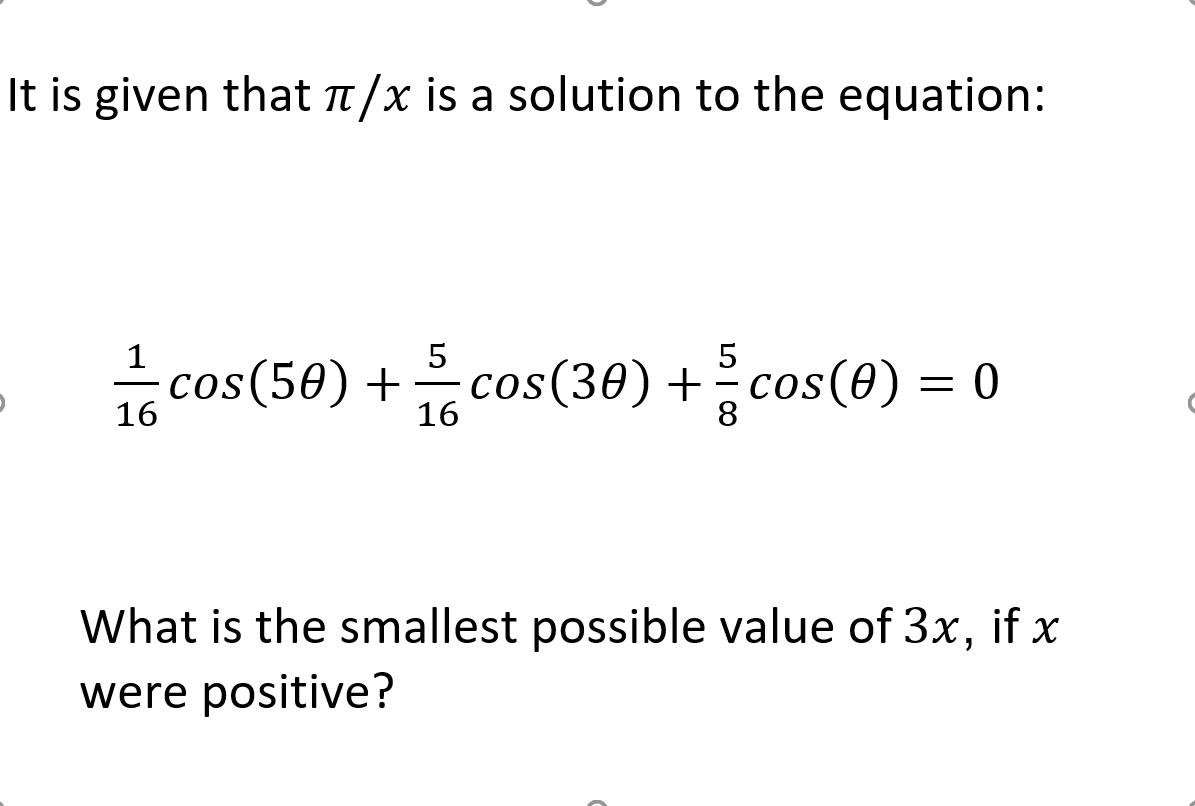 It is given that 𝜋/𝑥 is a solution to the equation:
1/16 𝑐𝑜𝑠(5𝜃) + 5/16 𝑐𝑜𝑠(3𝜃) + 5/8 𝑐𝑜𝑠(𝜃) = 0
What is the smallest possible value of 3𝑥, if 𝑥
were positive?